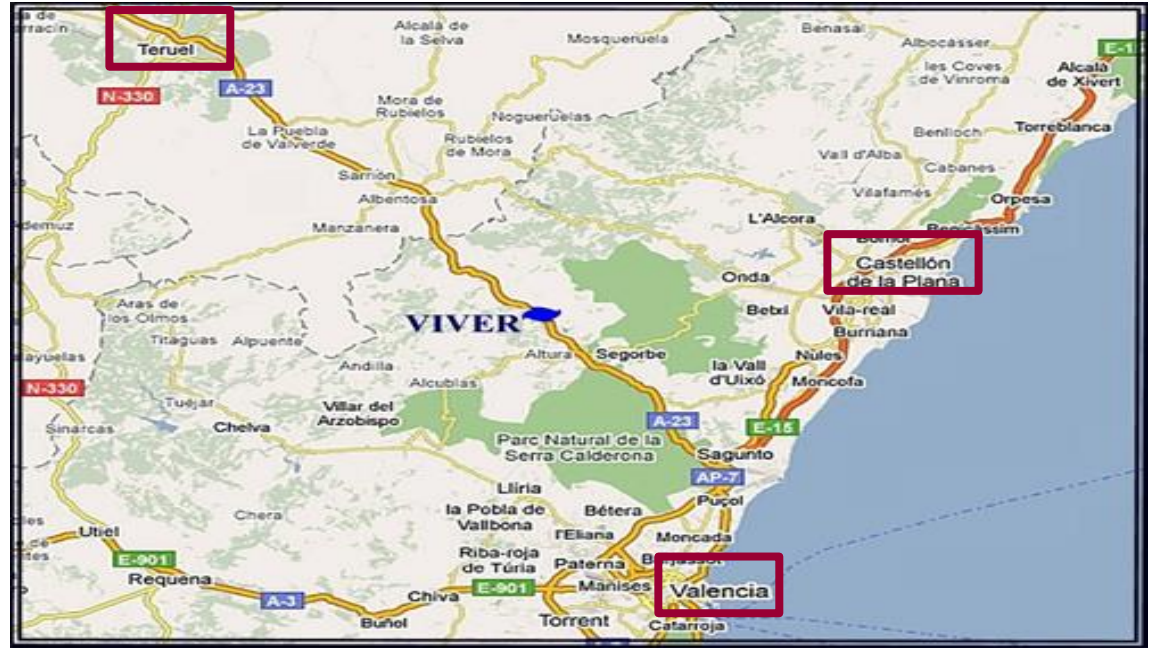 Teruel
Alcalà de
la Selva
Mosqueruela
Benasal
Albocàsser
E-1
les Coves
de Vinromà
Alcalà
de Xivert
N-330
A-23
Mora de
Rubielos
Nogueruelas
La Puebla
de Valverde
Rubielos
de Mora
Benlloch
Torreblanca
Vall d'Alba
Cabanes
Sarrión
Albentosa
Vilafamés
Orpesa
Manzanera
L'Alcora
Benicàssim
Borriol
Castellón
de la Plana
Onda
Aras de
los Olmos
Betxí
Vila-real
VIVER
Burriana
Titaguas
Alpuente
Altura
Segorbe
Nules
Andilla
la Vall
d'Uixó
Moncofa
N-330
Alcublas
Tuéjar
Villar del
Arzobispo
A-23
E-15
Sinarcas
Chelva
Parc Natural de la
Serra Calderona
Sagunto
AP-7
Llíria
Puçol
la Pobla de
Vallbona
Bétera
Chera
Utiel
l'Eliana
Moncada
E-901
Riba-roja
de Túria
Paterna
Burjassot
Requena
E-901
Manises
Valencia
A-3
Chiva
Buñol
Torrent
Catarroja